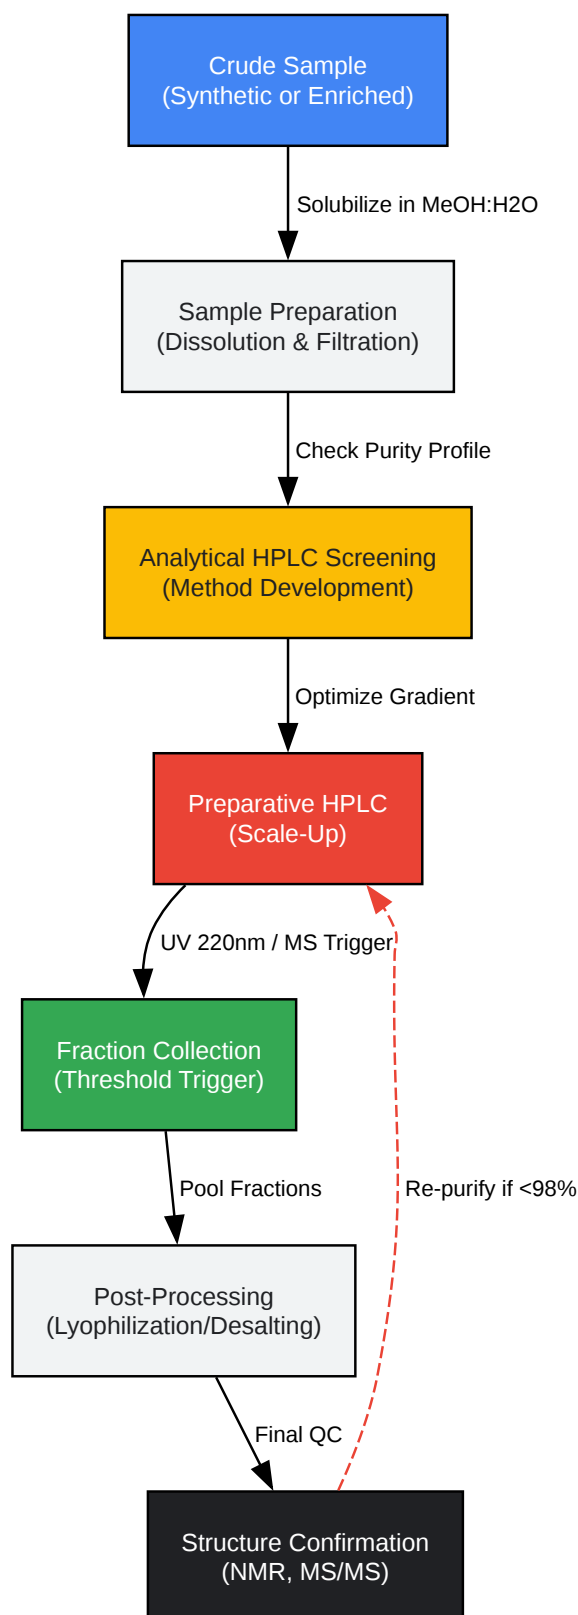 Crude Sample
(Synthetic or Enriched)
Solubilize in MeOH:H2O
Sample Preparation
(Dissolution & Filtration)
Check Purity Profile
Analytical HPLC Screening
(Method Development)
Optimize Gradient
Preparative HPLC
(Scale-Up)
UV 220nm / MS Trigger
Fraction Collection
(Threshold Trigger)
Pool Fractions
Re-purify if <98%
Post-Processing
(Lyophilization/Desalting)
Final QC
Structure Confirmation
(NMR, MS/MS)